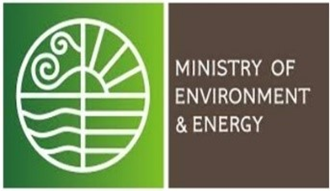 MINISTRY OF
ENVIRONMENT
& ENERGY